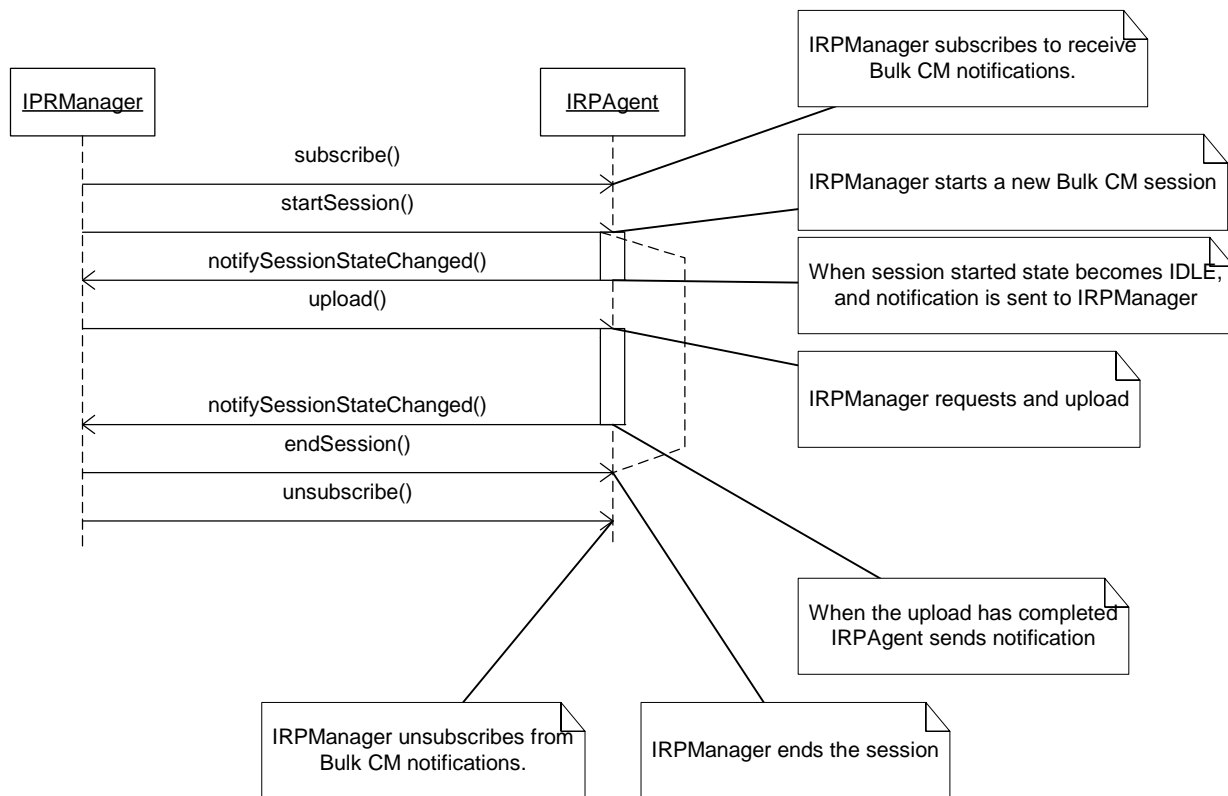 IRPManager subscribes to receive
Bulk CM notifications.
IPRManager
IRPAgent
subscribe()
IRPManager starts a new Bulk CM session
startSession()
notifySessionStateChanged()
When session started state becomes IDLE,
and notification is sent to IRPManager
upload()
IRPManager requests and upload
notifySessionStateChanged()
endSession()
unsubscribe()
When the upload has completed
IRPAgent sends notification
IRPManager unsubscribes from
Bulk CM notifications.
IRPManager ends the session